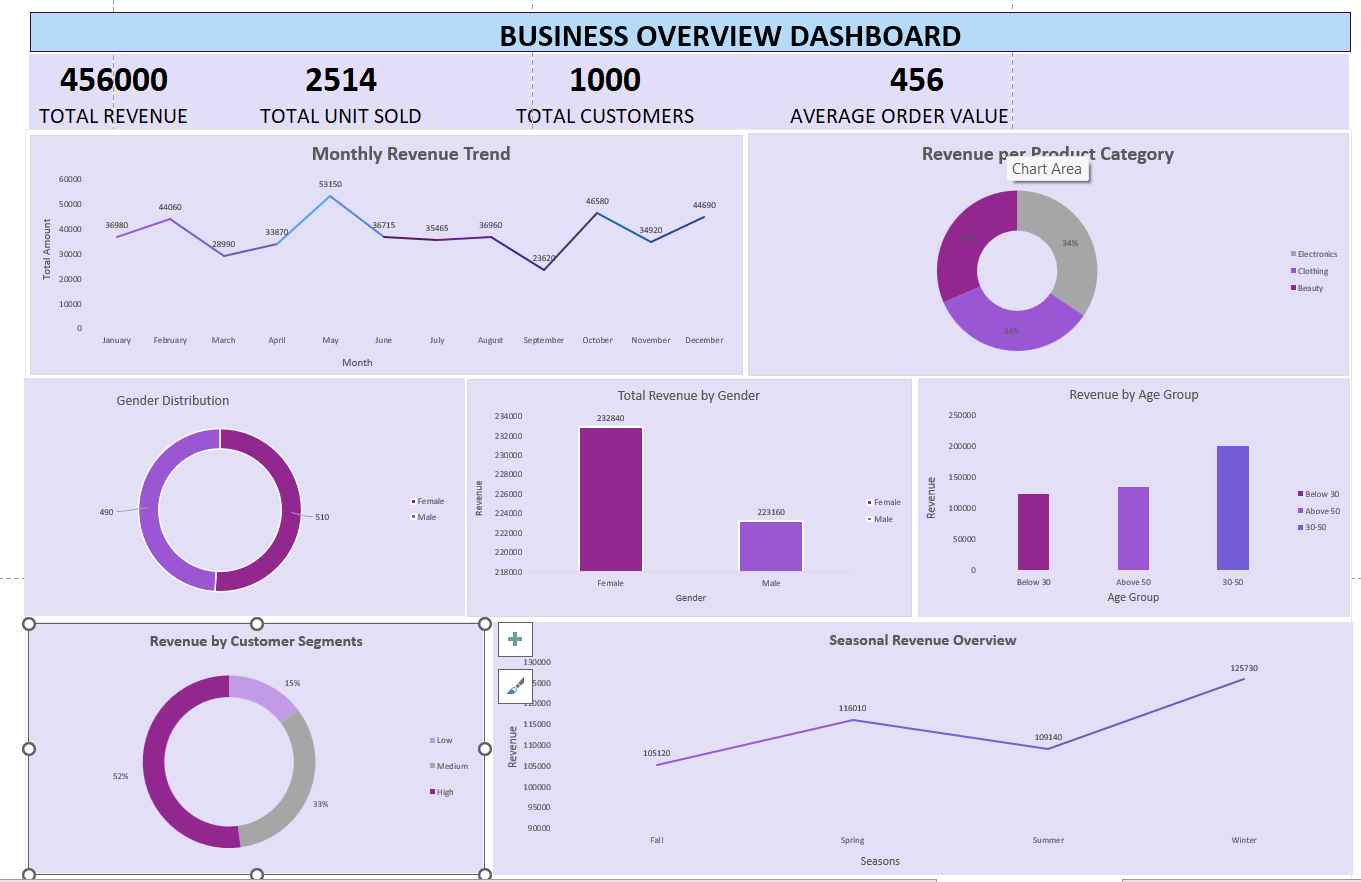 BUSINESS OVERVIEW DASHBOARD
456000 2514 1000 456
TOTAL REVENUE TOTAL UNIT SOLD TOTAL CUSTOMERS AVERAGE ORDER VALUE
Monthly Revenue Trend
60000
50000
40000
30000
20000
10000
0
Total Amount
36980 44060 28990 33870 53150 36715 35465 36960 23620 46580 34920 44690
January February March April May June July August September October November December
Month
Revenue per Product Category
Chart Area
34%
34%
Electronics
Clothing
Beauty
Gender Distribution
490
510
Female
Male
Total Revenue by Gender
234000
232000
230000
228000
226000
224000
222000
220000
218000
Revenue
232840
223160
Female Male
Gender
Female
Male
Revenue by Age Group
250000
200000
150000
100000
50000
0
Revenue
Below 30 Above 50 30-50
Age Group
Below 30
Above 50
30-50
Revenue by Customer Segments
15%
52%
33%
Low
Medium
High
Seasonal Revenue Overview
130000
115000
110000
105000
100000
95000
90000
Revenue
105120 116010 109140 125730
Fall Spring Summer Winter
Seasons